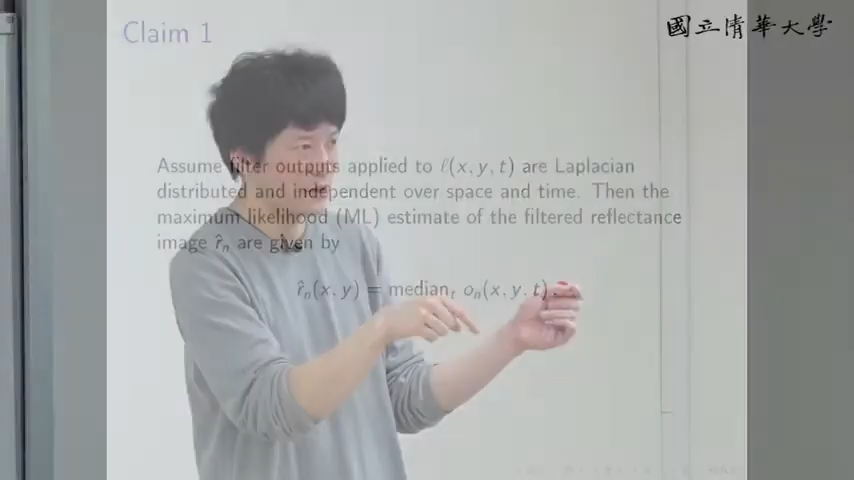 Claim 1
國立清華大學
Assume filter outputs applied to ℓ(x, y, t) are Laplacian
distributed and independent over space and time. Then the
maximum likelihood (ML) estimate of the filtered reflectance
image r̂ₙ are given by
r̂ₙ(x, y) = medianₜ oₙ(x, y, t).